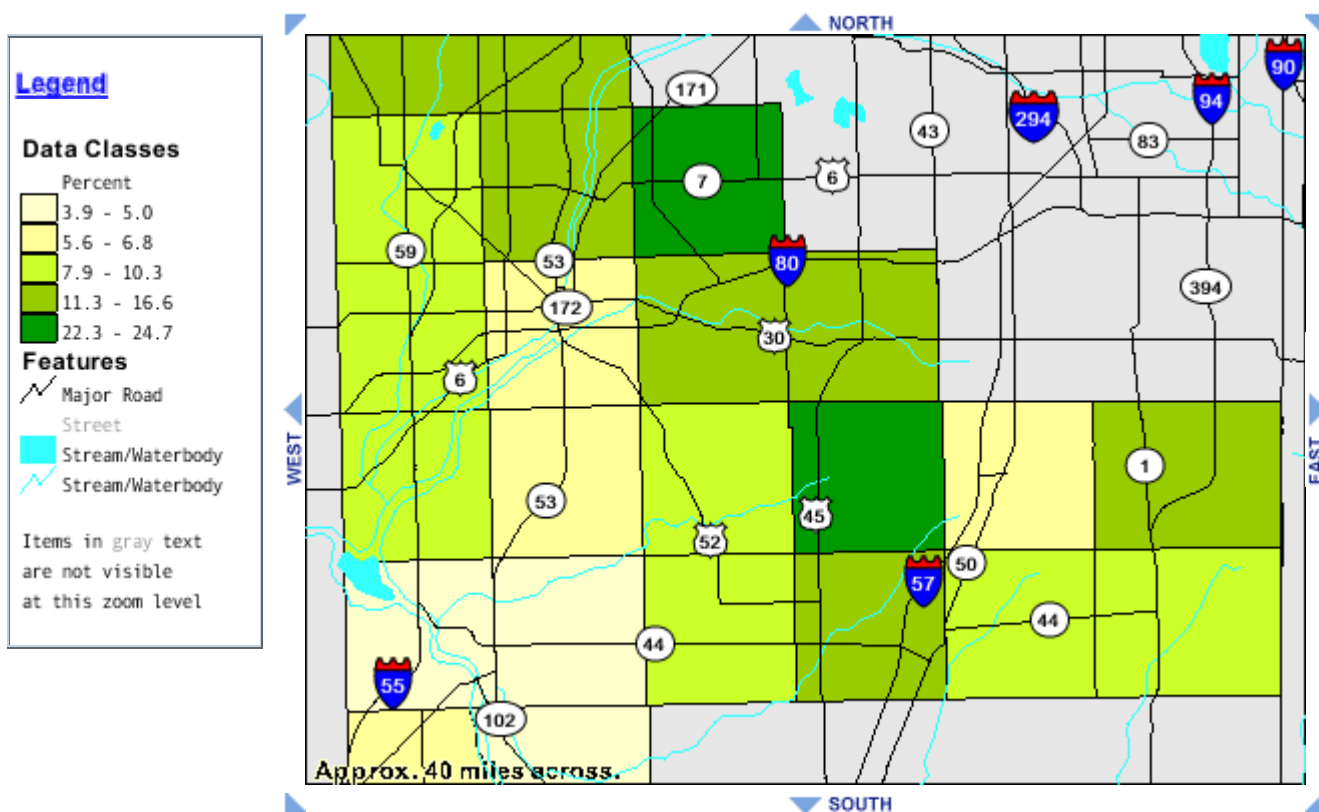 NORTH
Legend
Data Classes
Percent
3.9 - 5.0
5.6 - 6.8
7.9 - 10.3
11.3 - 16.6
22.3 - 24.7
Features
Major Road
Street
Stream/Waterbody
Stream/Waterbody
Items in gray text
are not visible
at this zoom level
WEST
EAST
90
171
94
294
43
83
7
6
59
53
80
172
394
30
6
1
53
45
52
50
57
44
44
55
102
Approx. 40 miles across.
SOUTH